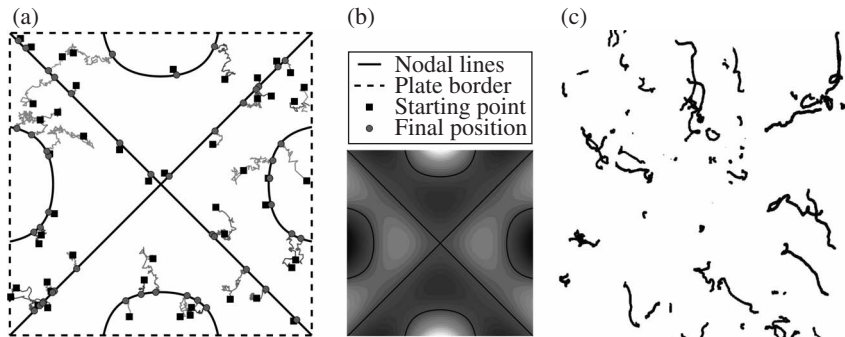 (a)
(b)
(c)
Nodal lines
Plate border
Starting point
Final position